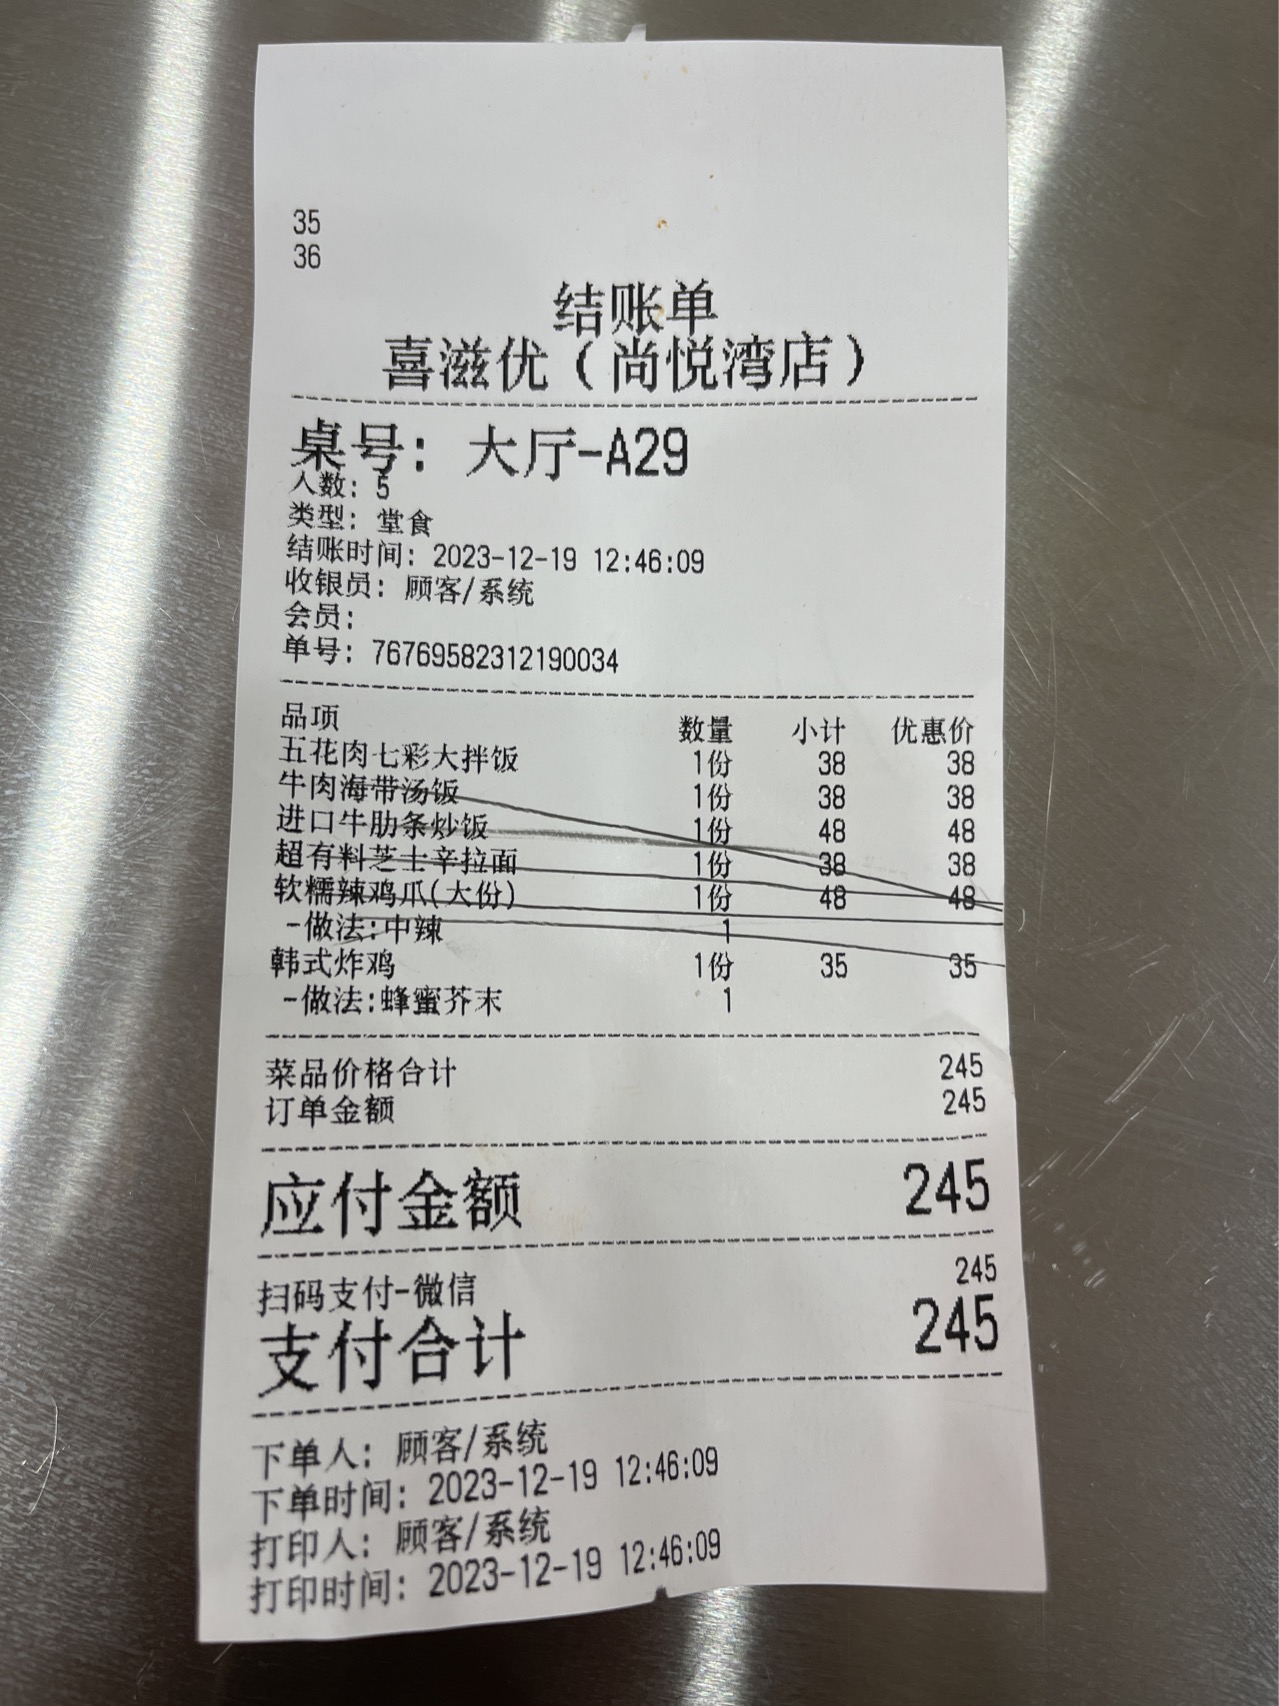 35
36
结账单
喜滋优（尚悦湾店）
桌号: 大厅-A29
人数: 5
类型: 堂食
结账时间: 2023-12-19 12:46:09
收银员: 顾客/系统
会员:
单号: 767695823121900​34
品项 数量 小计 优惠价
五花肉七彩大拌饭 1份 38 38
牛肉海带汤饭 1份 38 38
进口牛肋条炒饭 1份 48 48
超有料芝士辛拉面 1份 38 38
软糯辣鸡爪(大份) 1份 48 48
-做法:中辣 1
韩式炸鸡 1份 35 35
-做法:蜂蜜芥末 1
菜品价格合计 245
订单金额 245
应付金额 245
扫码支付-微信 245
支付合计 245
下单人: 顾客/系统
下单时间: 2023-12-19 12:46:09
打印人: 顾客/系统
打印时间: 2023-12-19 12:46:09